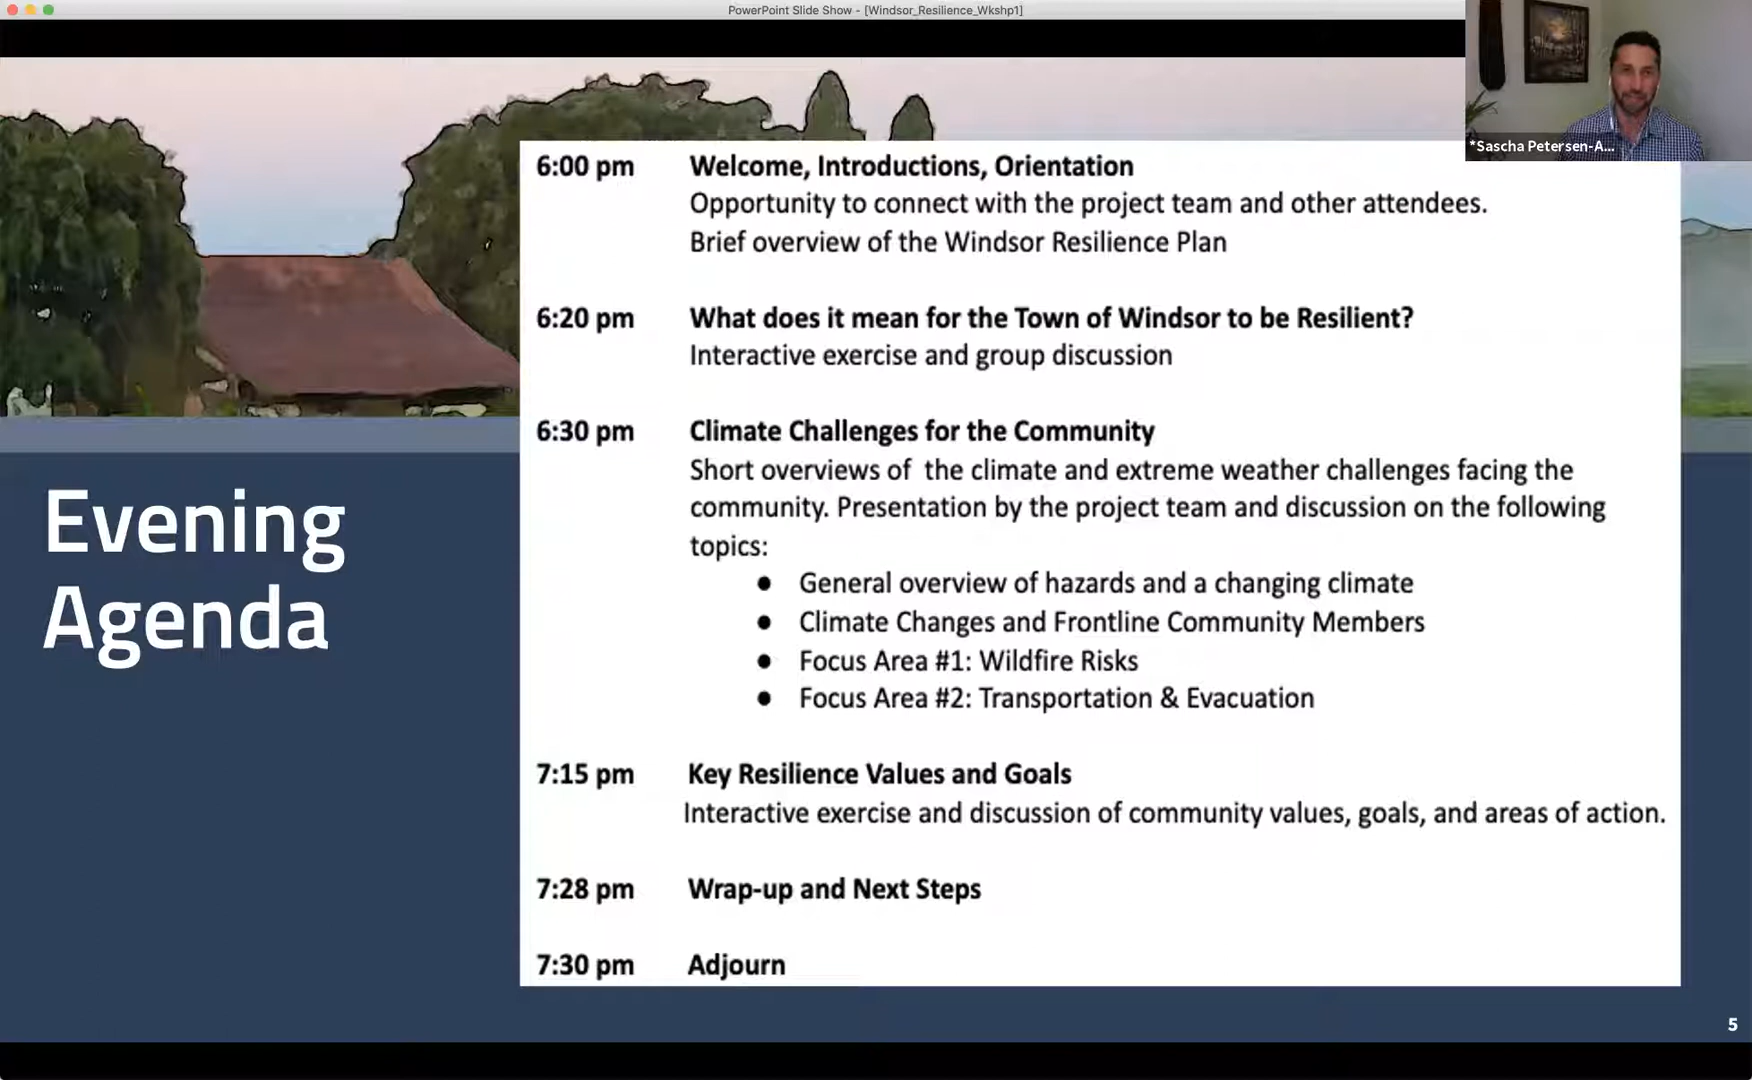 PowerPoint Slide Show - [Windsor_Resilience_Wkshp1]
*Sascha Petersen-A...
Evening
Agenda
6:00 pm Welcome, Introductions, Orientation
Opportunity to connect with the project team and other attendees.
Brief overview of the Windsor Resilience Plan
6:20 pm What does it mean for the Town of Windsor to be Resilient?
Interactive exercise and group discussion
6:30 pm Climate Challenges for the Community
Short overviews of the climate and extreme weather challenges facing the
community. Presentation by the project team and discussion on the following
topics:
● General overview of hazards and a changing climate
● Climate Changes and Frontline Community Members
● Focus Area #1: Wildfire Risks
● Focus Area #2: Transportation & Evacuation
7:15 pm Key Resilience Values and Goals
Interactive exercise and discussion of community values, goals, and areas of action.
7:28 pm Wrap-up and Next Steps
7:30 pm Adjourn
5